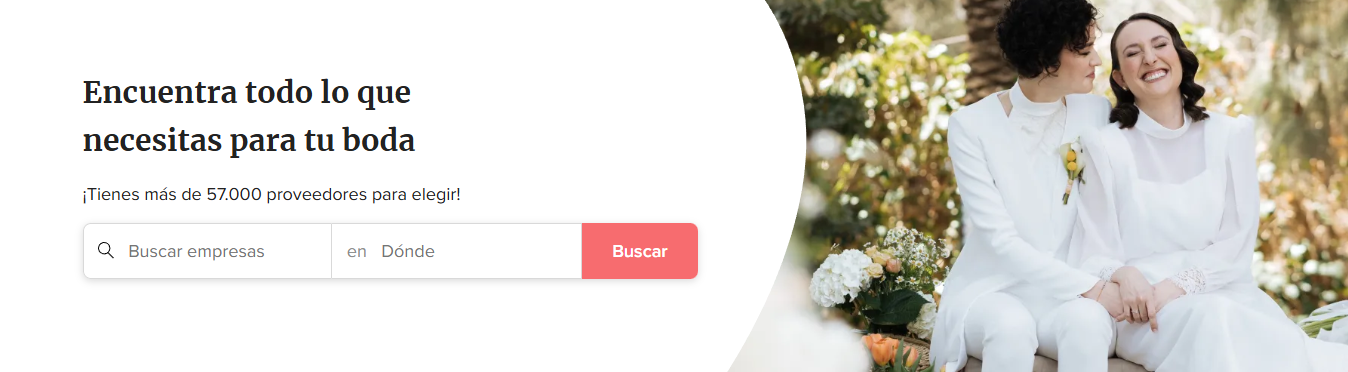 Encuentra todo lo que
necesitas para tu boda
¡Tienes más de 57.000 proveedores para elegir!
Buscar empresas
en Dónde
Buscar